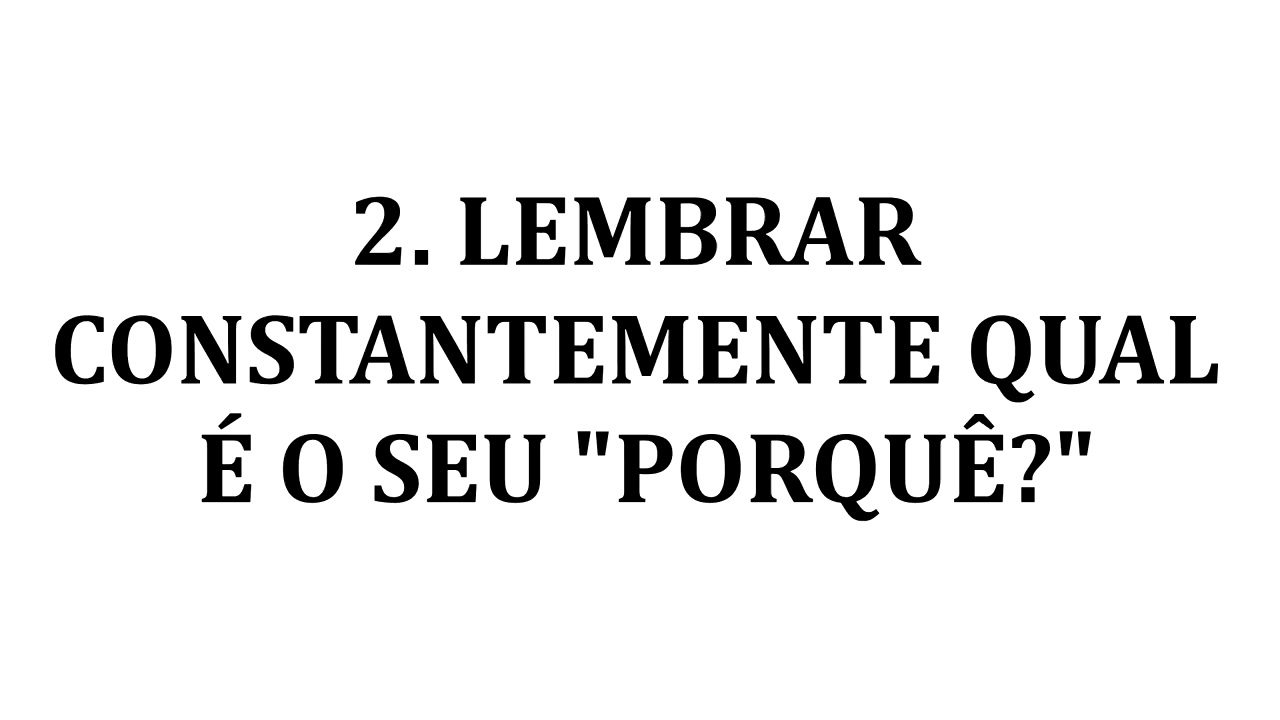 2. LEMBRAR
CONSTANTEMENTE QUAL
É O SEU "PORQUÊ?"